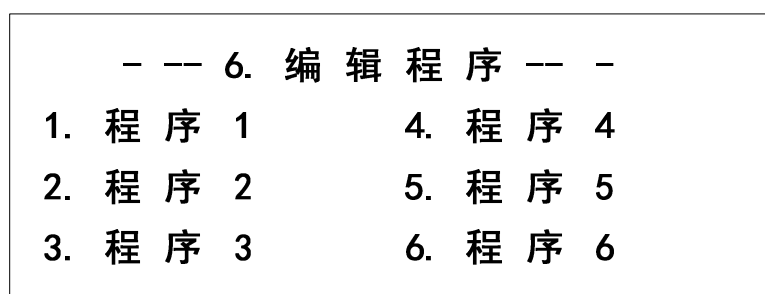 - -- 6. 编辑程序 -- -
1. 程序 1 4. 程序 4
2. 程序 2 5. 程序 5
3. 程序 3 6. 程序 6